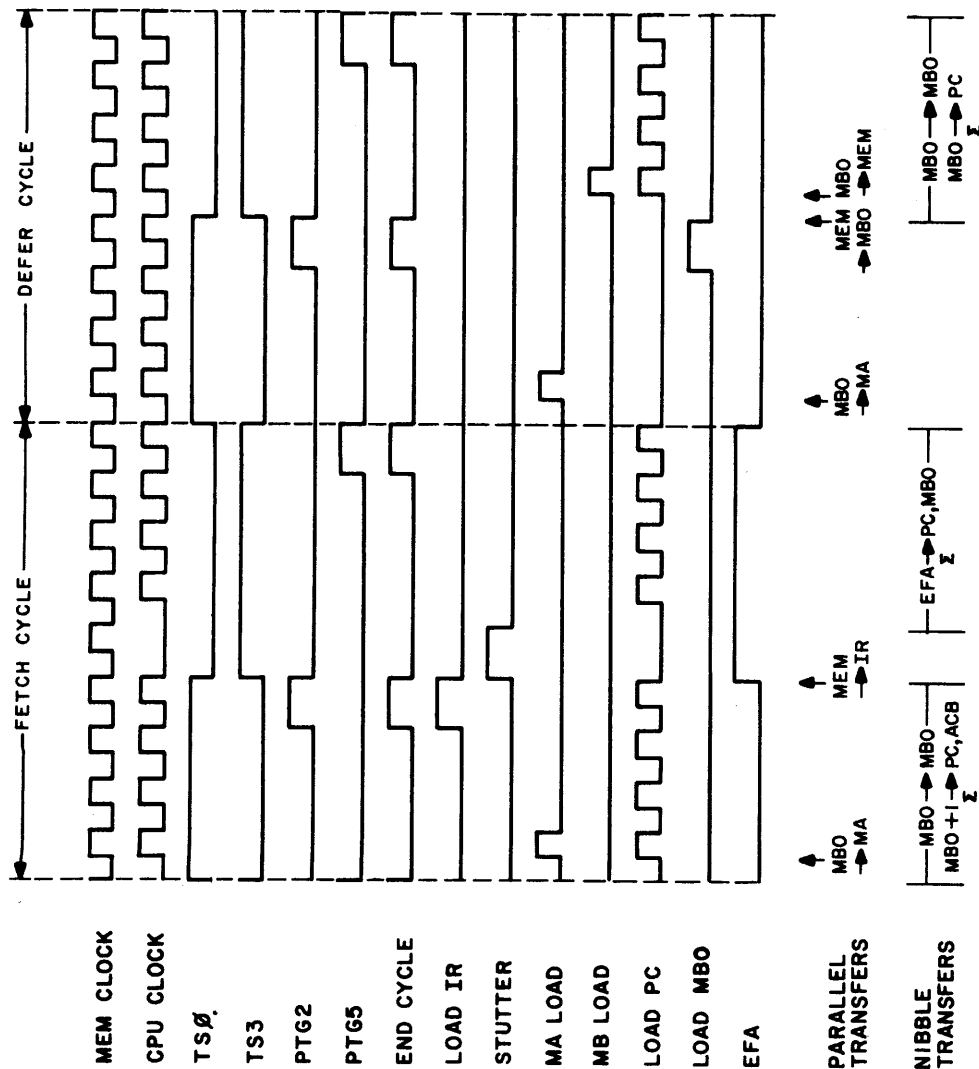 FETCH CYCLE
DEFER CYCLE
MEM CLOCK
CPU CLOCK
TSØ.
TS3
PTG2
PTG5
END CYCLE
LOAD IR
STUTTER
MA LOAD
MB LOAD
LOAD PC
LOAD MBO
EFA
PARALLEL
TRANSFERS
MBO
→MA
MEM
→IR
MBO
→MA
MEM
→MBO
MBO
→MEM
NIBBLE
TRANSFERS
MBO→MBO
MBO+1→PC,ACB
Σ
EFA→PC,MBO
Σ
MBO→MBO
MBO→PC
Σ